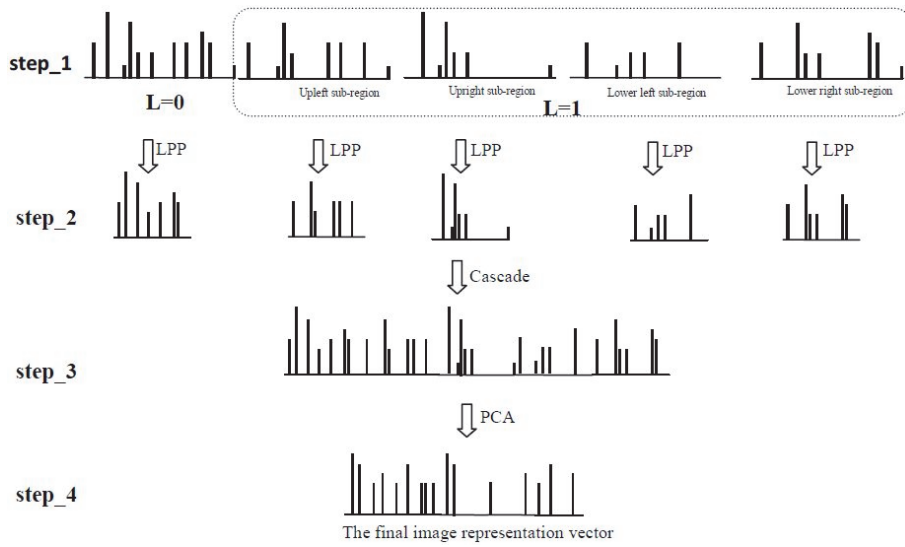 step_1
L=0
Upleft sub-region
Upright sub-region
Lower left sub-region
Lower right sub-region
L=1
LPP
LPP
LPP
LPP
LPP
step_2
Cascade
step_3
PCA
step_4
The final image representation vector